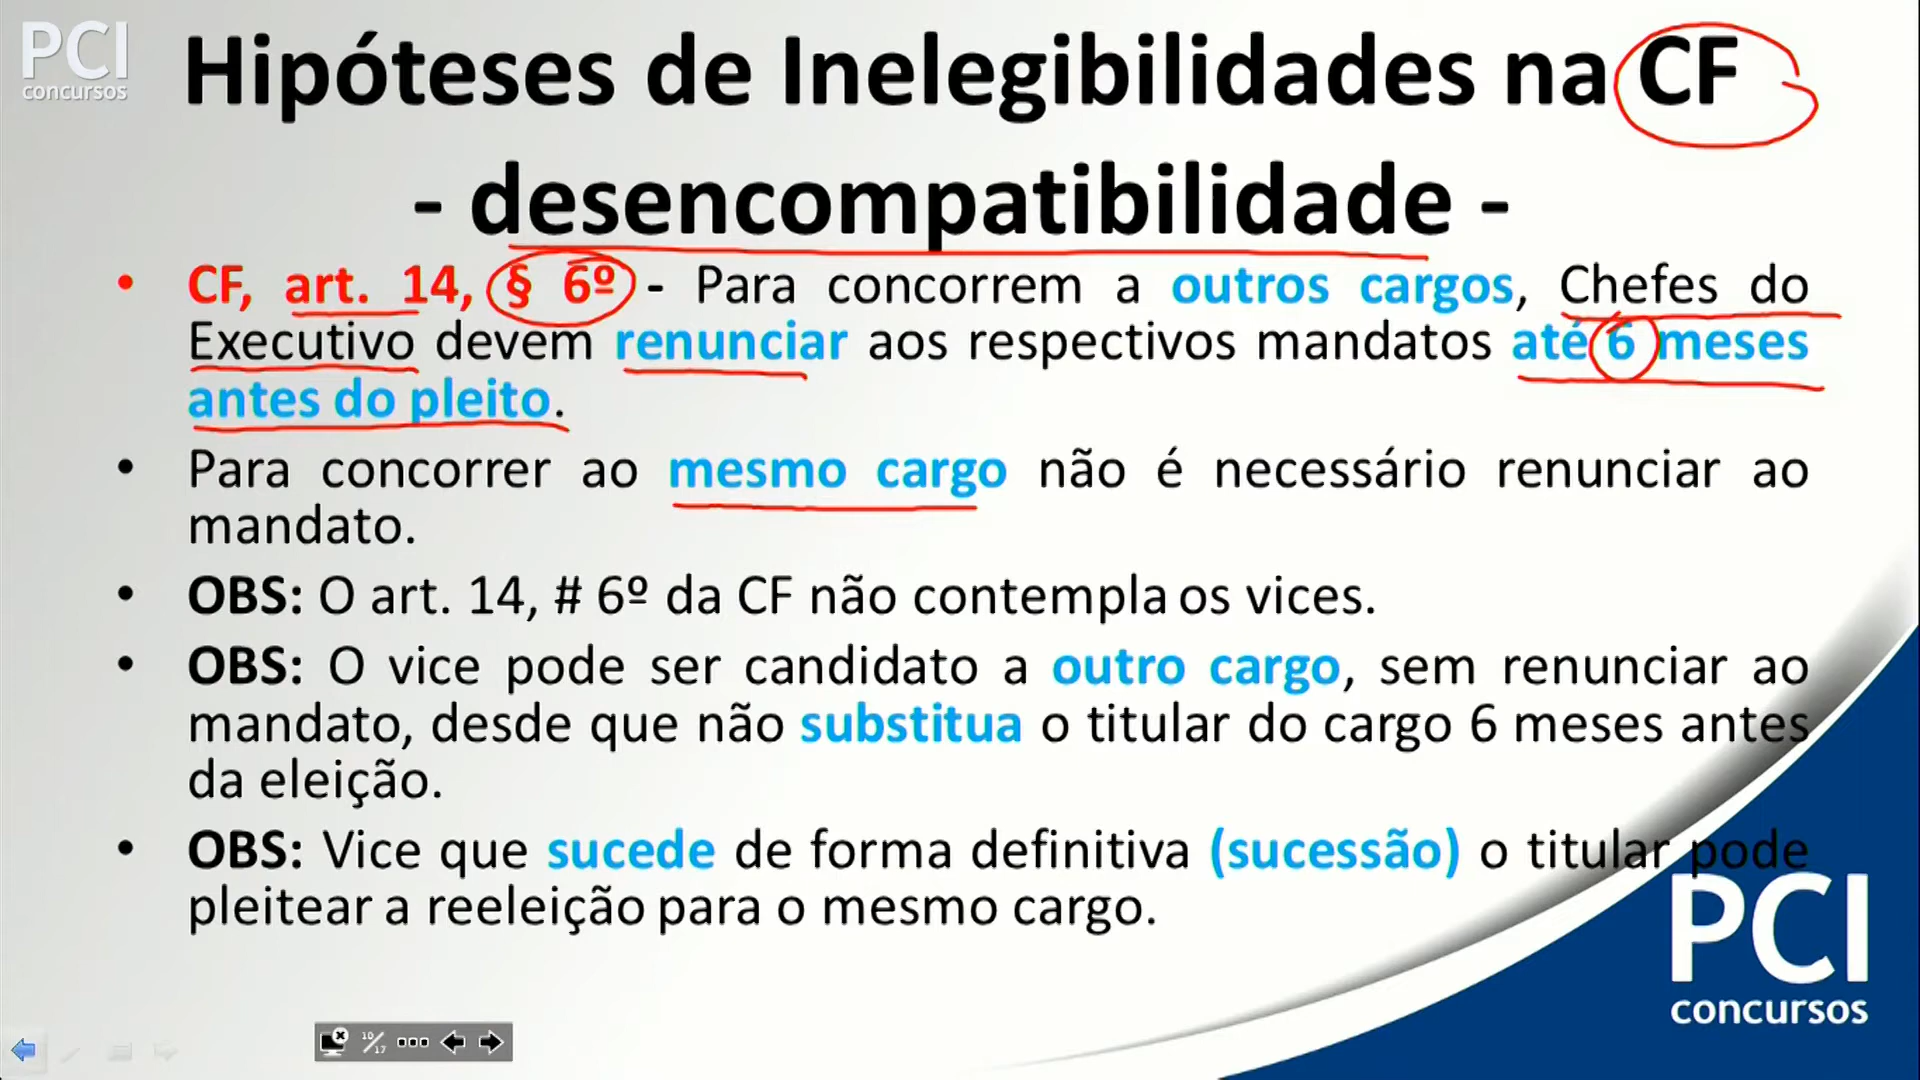 PCI
concursos
Hipóteses de Inelegibilidades na CF
- desencompatibilidade -
• CF, art. 14, § 6º - Para concorrem a outros cargos, Chefes do
Executivo devem renunciar aos respectivos mandatos até 6 meses
antes do pleito.
• Para concorrer ao mesmo cargo não é necessário renunciar ao
mandato.
• OBS: O art. 14, # 6º da CF não contempla os vices.
• OBS: O vice pode ser candidato a outro cargo, sem renunciar ao
mandato, desde que não substitua o titular do cargo 6 meses antes
da eleição.
• OBS: Vice que sucede de forma definitiva (sucessão) o titular pode
pleitear a reeleição para o mesmo cargo.
PCI
concursos
10/17